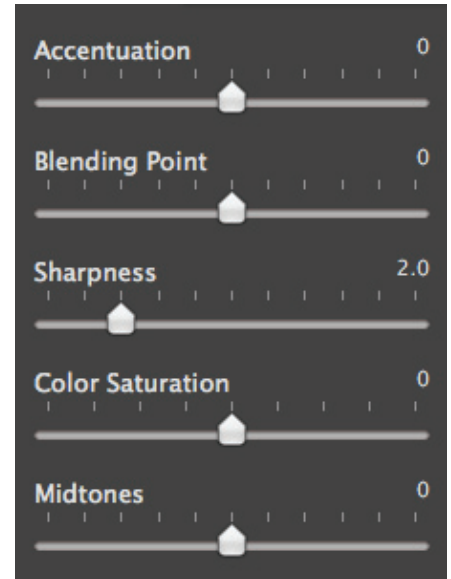 Accentuation 0
Blending Point 0
Sharpness 2.0
Color Saturation 0
Midtones 0